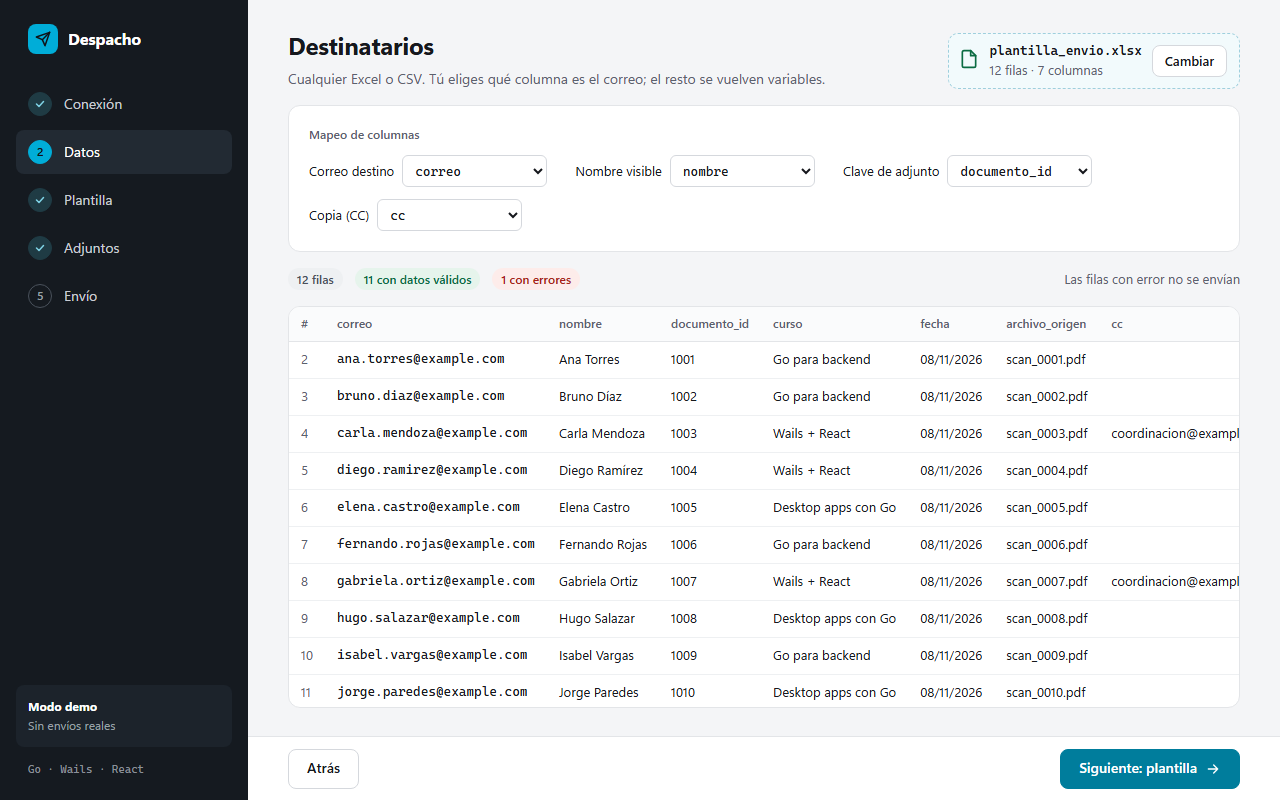 Despacho
Conexión
2 Datos
Plantilla
Adjuntos
5 Envío
Modo demo
Sin envios reales
Go · Wails · React
Destinatarios
Cualquier Excel o CSV. Tú eliges qué columna es el correo; el resto se vuelven variables.
plantilla_envio.xlsx
12 filas · 7 columnas
Cambiar
Mapeo de columnas
Correo destino correo Nombre visible nombre Clave de adjunto documento_id
Copia (CC) cc
12 filas 11 con datos válidos 1 con errores Las filas con error no se envían
# correo nombre documento_id curso fecha archivo_origen cc
2 ana.torres@example.com Ana Torres 1001 Go para backend 08/11/2026 scan_0001.pdf
3 bruno.diaz@example.com Bruno Díaz 1002 Go para backend 08/11/2026 scan_0002.pdf
4 carla.mendoza@example.com Carla Mendoza 1003 Wails + React 08/11/2026 scan_0003.pdf coordinacion@exampl
5 diego.ramirez@example.com Diego Ramírez 1004 Wails + React 08/11/2026 scan_0004.pdf
6 elena.castro@example.com Elena Castro 1005 Desktop apps con Go 08/11/2026 scan_0005.pdf
7 fernando.rojas@example.com Fernando Rojas 1006 Go para backend 08/11/2026 scan_0006.pdf
8 gabriela.ortiz@example.com Gabriela Ortiz 1007 Wails + React 08/11/2026 scan_0007.pdf coordinacion@exampl
9 hugo.salazar@example.com Hugo Salazar 1008 Desktop apps con Go 08/11/2026 scan_0008.pdf
10 isabel.vargas@example.com Isabel Vargas 1009 Go para backend 08/11/2026 scan_0009.pdf
11 jorge.paredes@example.com Jorge Paredes 1010 Desktop apps con Go 08/11/2026 scan_0010.pdf
Atrás
Siguiente: plantilla →